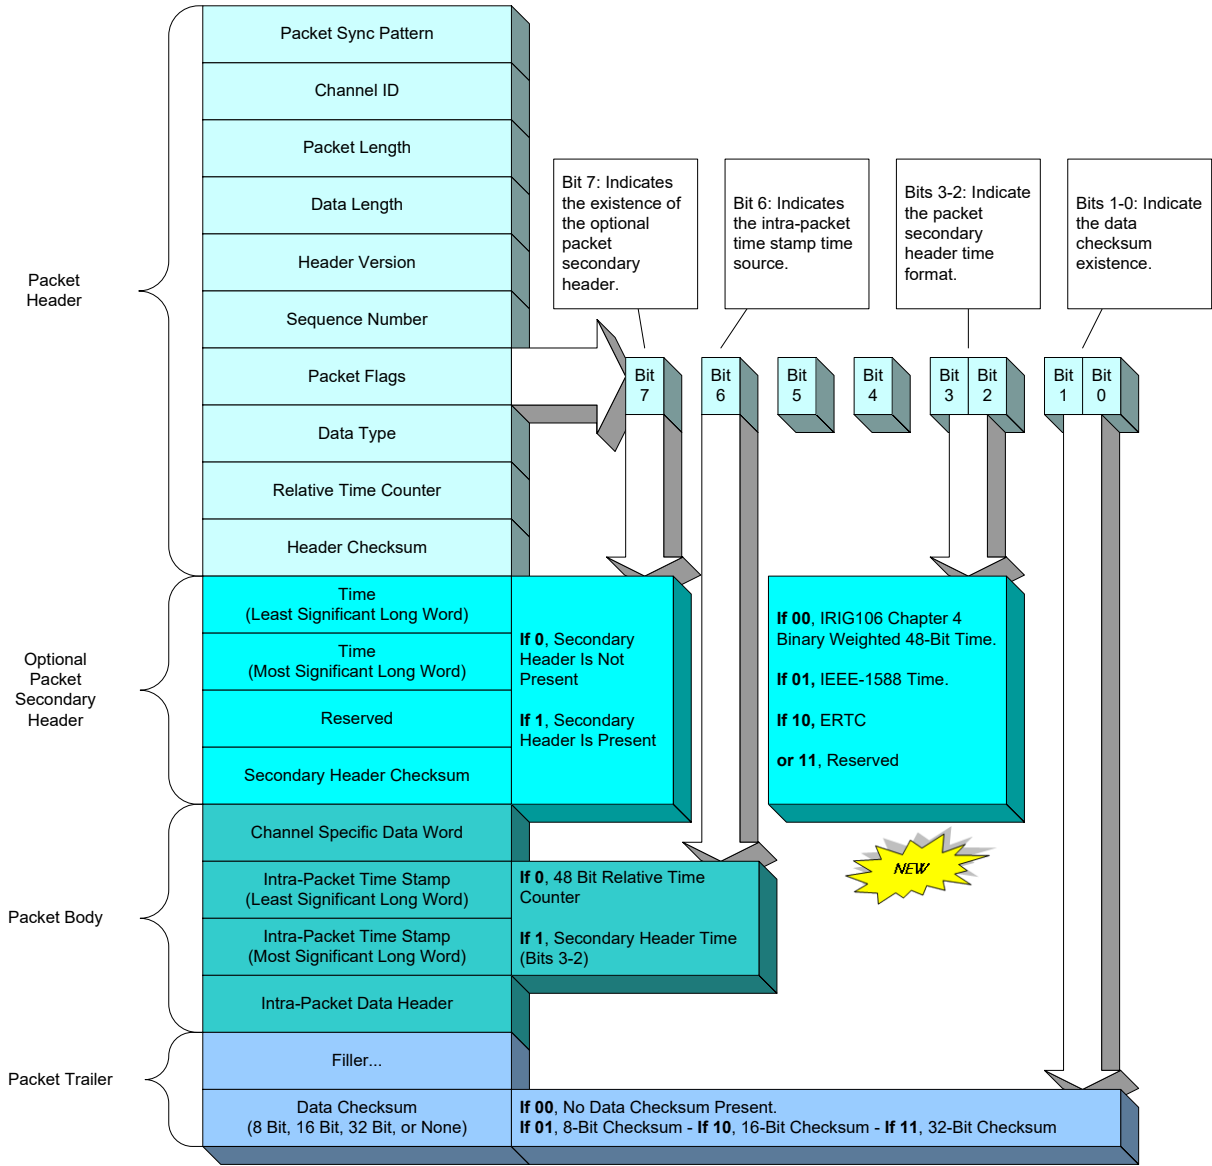 Packet Sync Pattern
Channel ID
Packet Length
Data Length
Header Version
Sequence Number
Packet Flags
Data Type
Relative Time Counter
Header Checksum
Packet
Header
Bit 7: Indicates
the existence of
the optional
packet
secondary
header.
Bit 6: Indicates
the intra-packet
time stamp time
source.
Bits 3-2: Indicate
the packet
secondary
header time
format.
Bits 1-0: Indicate
the data
checksum
existence.
Bit
7
Bit
6
Bit
5
Bit
4
Bit
3
Bit
2
Bit
1
Bit
0
Optional
Packet
Secondary
Header
Time
(Least Significant Long Word)
Time
(Most Significant Long Word)
Reserved
Secondary Header Checksum
If 0, Secondary
Header Is Not
Present
If 1, Secondary
Header Is Present
If 00, IRIG106 Chapter 4
Binary Weighted 48-Bit Time.
If 01, IEEE-1588 Time.
If 10, ERTC
or 11, Reserved
NEW
Packet Body
Channel Specific Data Word
Intra-Packet Time Stamp
(Least Significant Long Word)
Intra-Packet Time Stamp
(Most Significant Long Word)
Intra-Packet Data Header
If 0, 48 Bit Relative Time
Counter
If 1, Secondary Header Time
(Bits 3-2)
Packet Trailer
Filler...
Data Checksum
(8 Bit, 16 Bit, 32 Bit, or None)
If 00, No Data Checksum Present.
If 01, 8-Bit Checksum - If 10, 16-Bit Checksum - If 11, 32-Bit Checksum